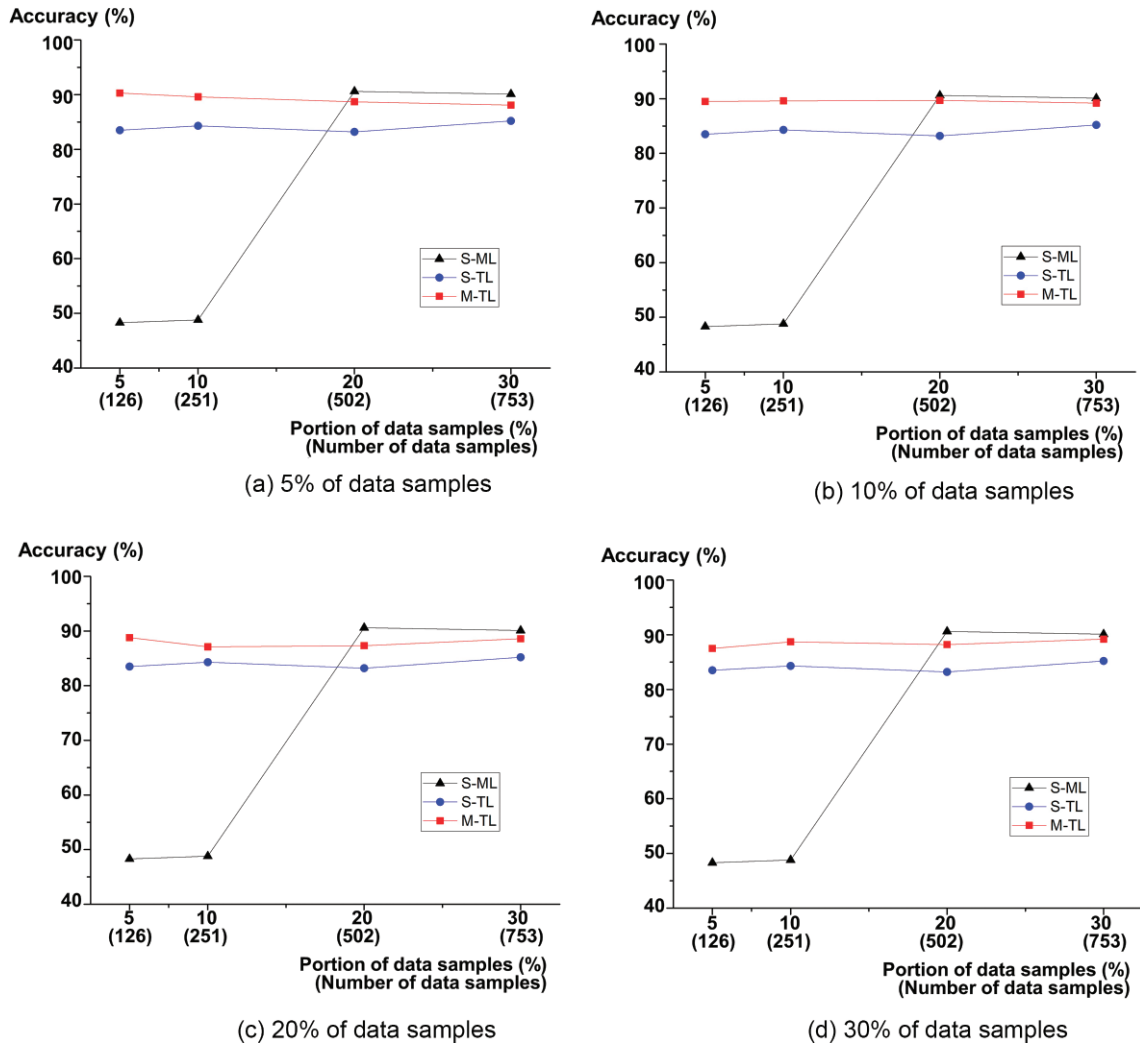 Accuracy (%)
100
90
80
70
60
50
40
S-ML
S-TL
M-TL
5 10 20 30
(126) (251) (502) (753)
Portion of data samples (%)
(Number of data samples)
(a) 5% of data samples
Accuracy (%)
100
90
80
70
60
50
40
S-ML
S-TL
M-TL
5 10 20 30
(126) (251) (502) (753)
Portion of data samples (%)
(Number of data samples)
(b) 10% of data samples
Accuracy (%)
100
90
80
70
60
50
40
S-ML
S-TL
M-TL
5 10 20 30
(126) (251) (502) (753)
Portion of data samples (%)
(Number of data samples)
(c) 20% of data samples
Accuracy (%)
100
90
80
70
60
50
40
S-ML
S-TL
M-TL
5 10 20 30
(126) (251) (502) (753)
Portion of data samples (%)
(Number of data samples)
(d) 30% of data samples